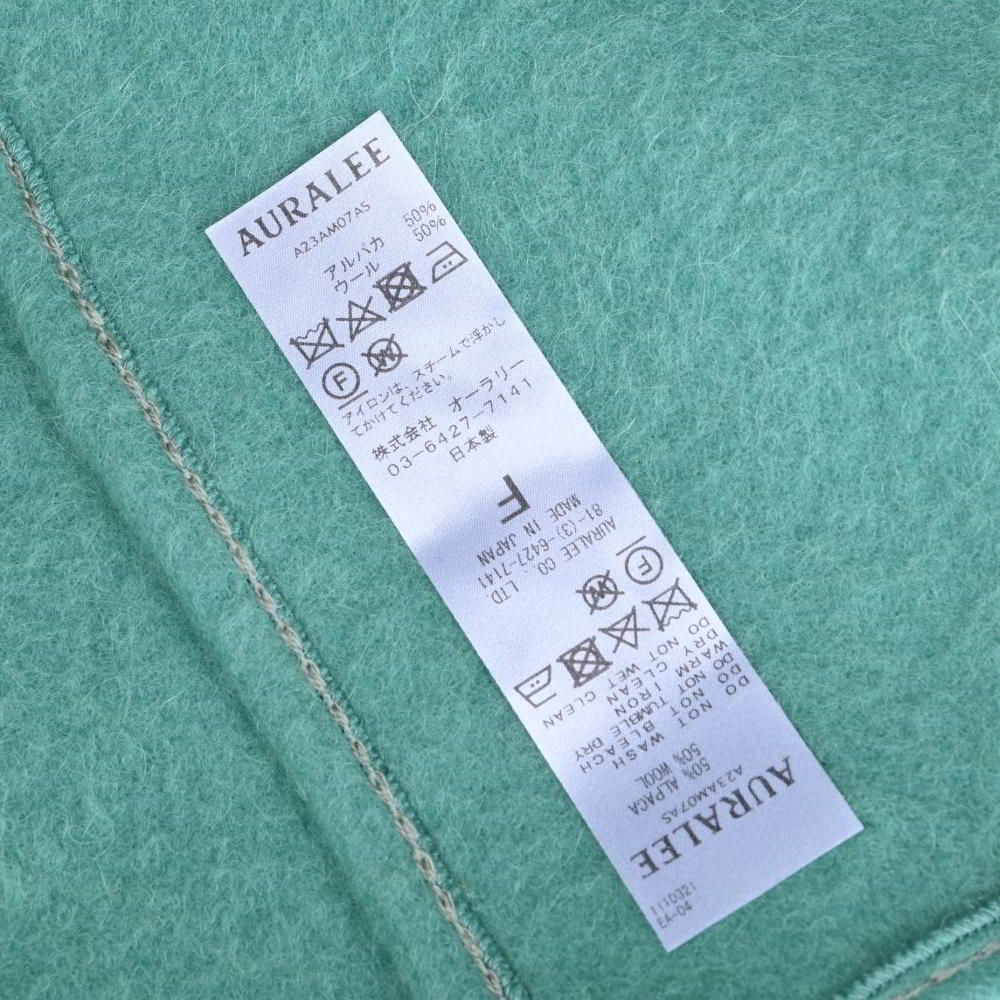 AURALEE
A23AM07AS
アルパカ 50%
ウール 50%
F W
アイロンは、スチームで浮かし
てかけてください。
株式会社 オーラリー
03-6427-7141
日本製
F
MADE IN JAPAN
81-(3)-6427-7141
AURALEE CO., LTD.
F W
DO NOT WET CLEAN
DRY CLEAN
WARM IRON
DO NOT TUMBLE DRY
DO NOT BLEACH
DO NOT WASH
50% WOOL
50% ALPACA
A23AM07AS
AURALEE
1110321
EA-04